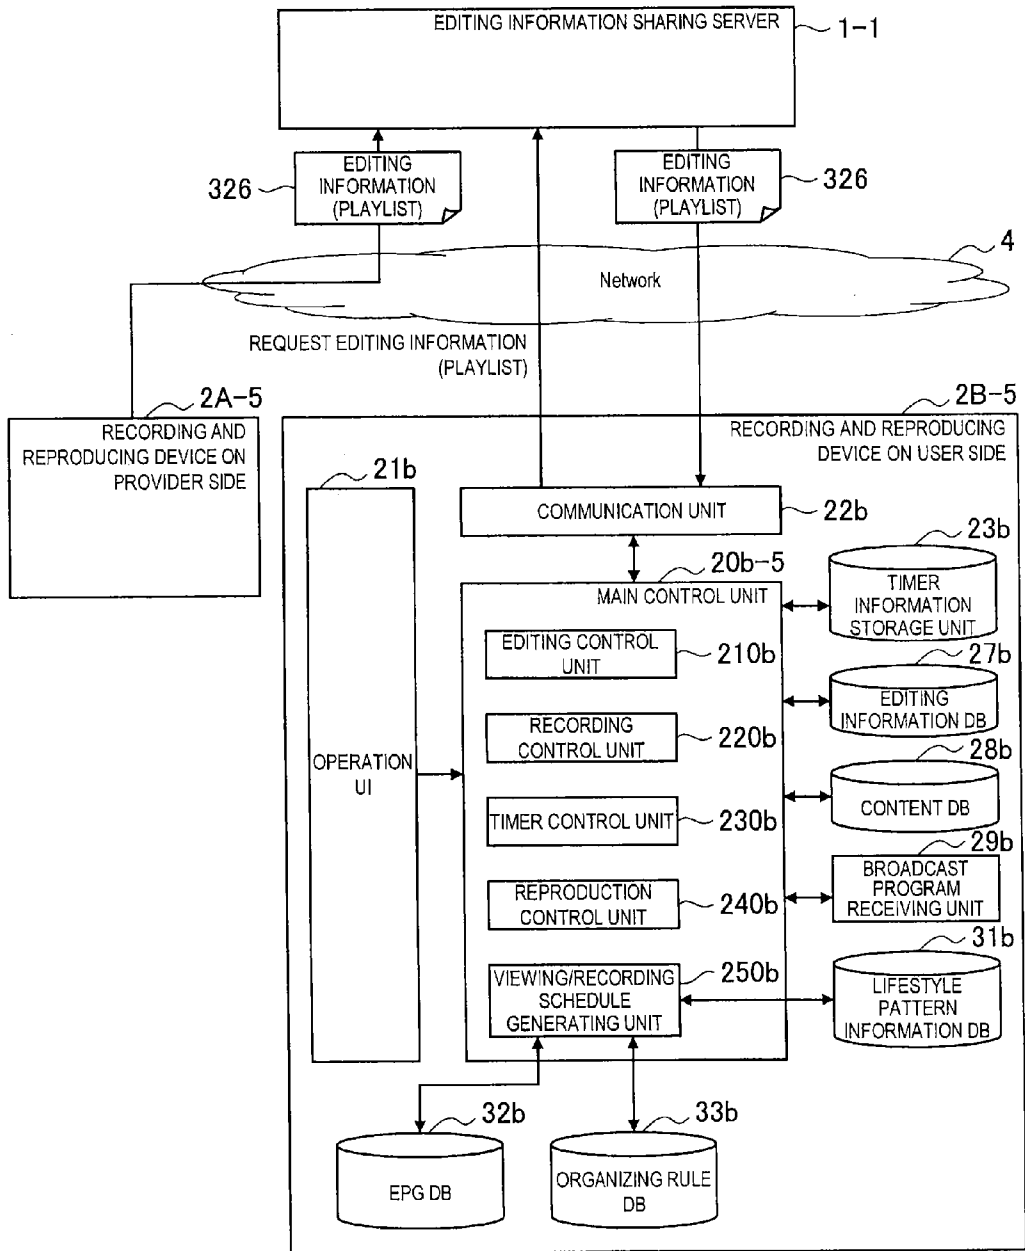 EDITING INFORMATION SHARING SERVER
1-1
EDITING
INFORMATION
(PLAYLIST)
326
EDITING
INFORMATION
(PLAYLIST)
326
4
Network
REQUEST EDITING INFORMATION
(PLAYLIST)
2A-5
RECORDING AND
REPRODUCING DEVICE ON
PROVIDER SIDE
2B-5
RECORDING AND REPRODUCING
DEVICE ON USER SIDE
21b
OPERATION
UI
COMMUNICATION UNIT
22b
20b-5
MAIN CONTROL UNIT
EDITING CONTROL
UNIT
210b
RECORDING
CONTROL UNIT
220b
TIMER CONTROL UNIT
230b
REPRODUCTION
CONTROL UNIT
240b
VIEWING/RECORDING
SCHEDULE
GENERATING UNIT
250b
23b
TIMER
INFORMATION
STORAGE UNIT
27b
EDITING
INFORMATION DB
28b
CONTENT DB
29b
BROADCAST
PROGRAM
RECEIVING UNIT
31b
LIFESTYLE
PATTERN
INFORMATION DB
32b
EPG DB
33b
ORGANIZING RULE
DB